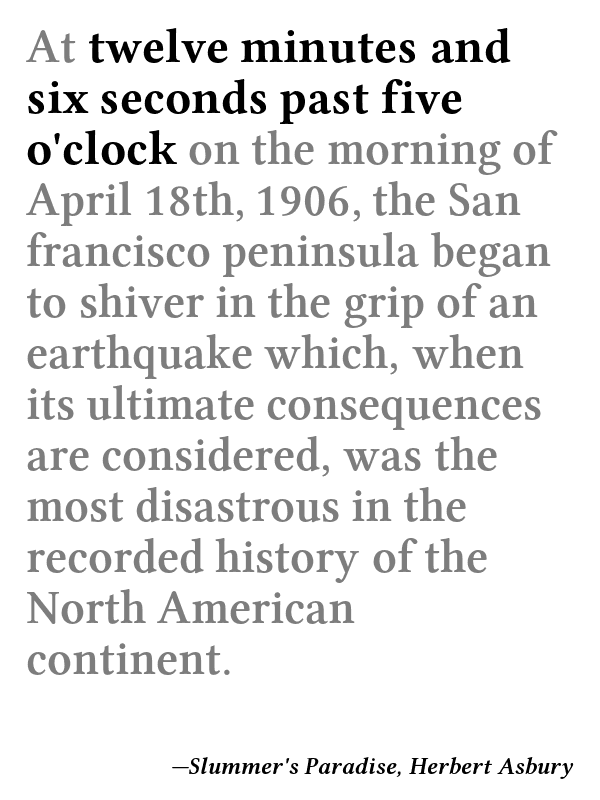 At twelve minutes and
six seconds past five
o'clock on the morning of
April 18th, 1906, the San
francisco peninsula began
to shiver in the grip of an
earthquake which, when
its ultimate consequences
are considered, was the
most disastrous in the
recorded history of the
North American
continent.
—Slummer's Paradise, Herbert Asbury